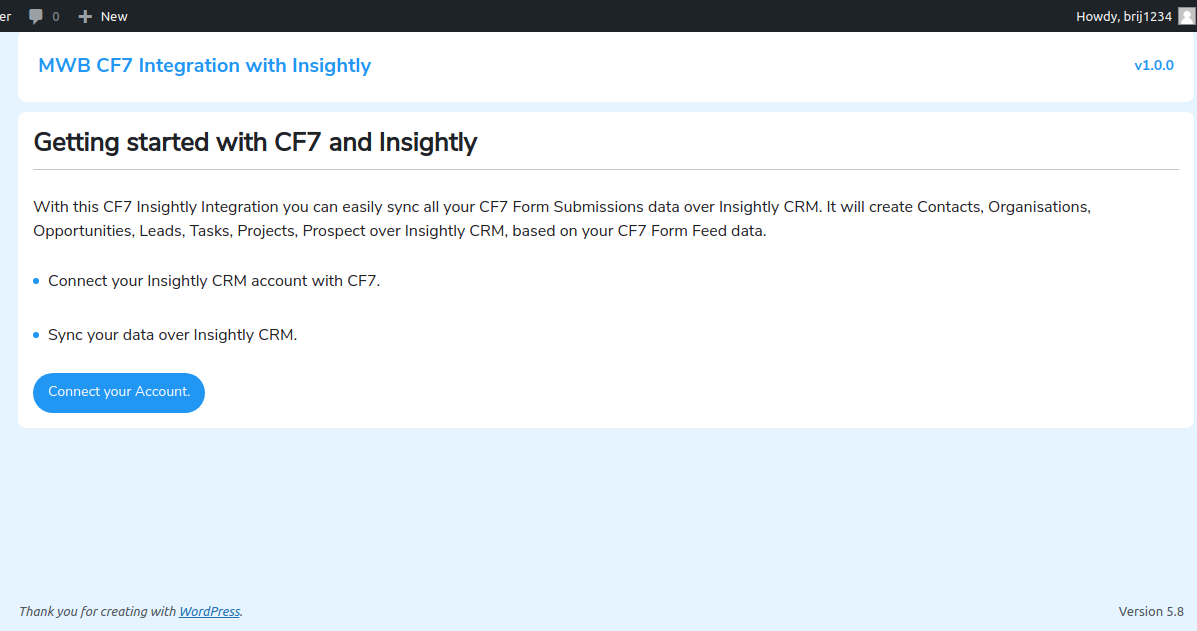 er 0 New Howdy, brij1234
MWB CF7 Integration with Insightly v1.0.0
Getting started with CF7 and Insightly
With this CF7 Insightly Integration you can easily sync all your CF7 Form Submissions data over Insightly CRM. It will create Contacts, Organisations,
Opportunities, Leads, Tasks, Projects, Prospect over Insightly CRM, based on your CF7 Form Feed data.
Connect your Insightly CRM account with CF7.
Sync your data over Insightly CRM.
Connect your Account.
Thank you for creating with WordPress. Version 5.8